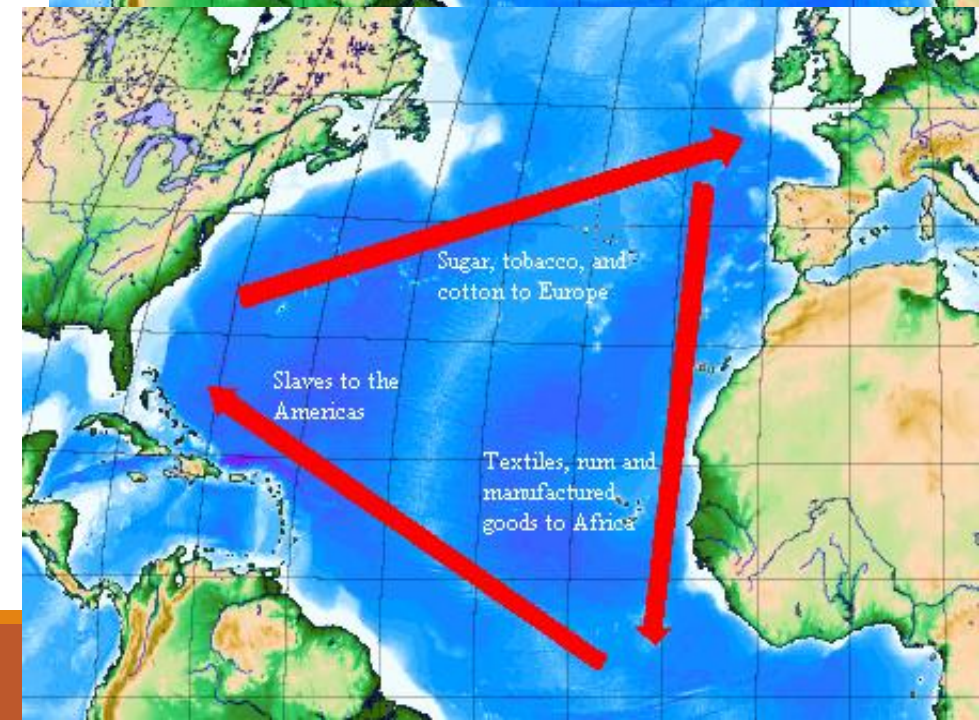 Sugar, tobacco, and
cotton to Europe
Slaves to the
Americas
Textiles, rum and
manufactured
goods to Africa